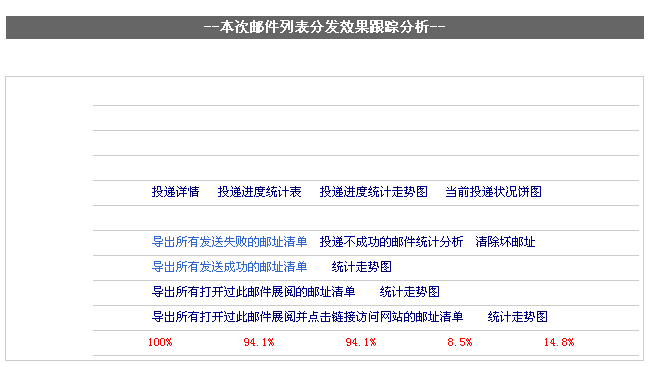 --本次邮件列表分发效果跟踪分析--
投递详情 投递进度统计表 投递进度统计走势图 当前投递状况饼图
导出所有发送失败的邮址清单 投递不成功的邮件统计分析 清除坏邮址
导出所有发送成功的邮址清单 统计走势图
导出所有打开过此邮件展阅的邮址清单 统计走势图
导出所有打开过此邮件展阅并点击链接访问网站的邮址清单 统计走势图
100% 94.1% 94.1% 8.5% 14.8%